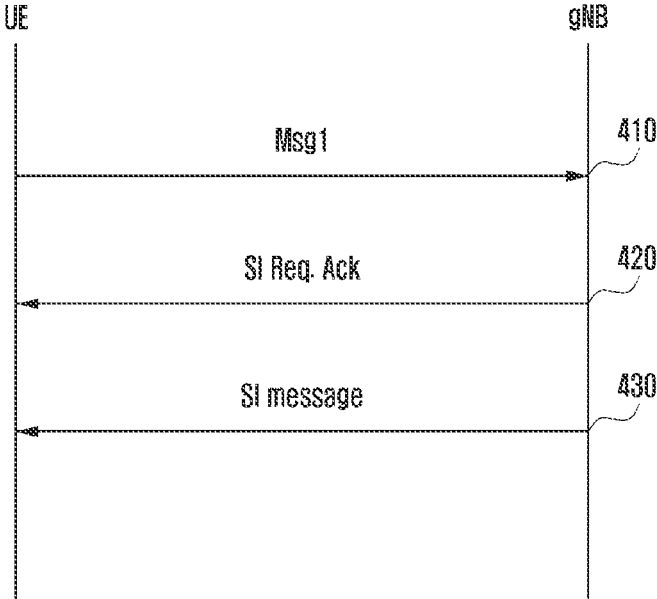 UE
gNB
Msg1
410
SI Req. Ack
420
SI message
430